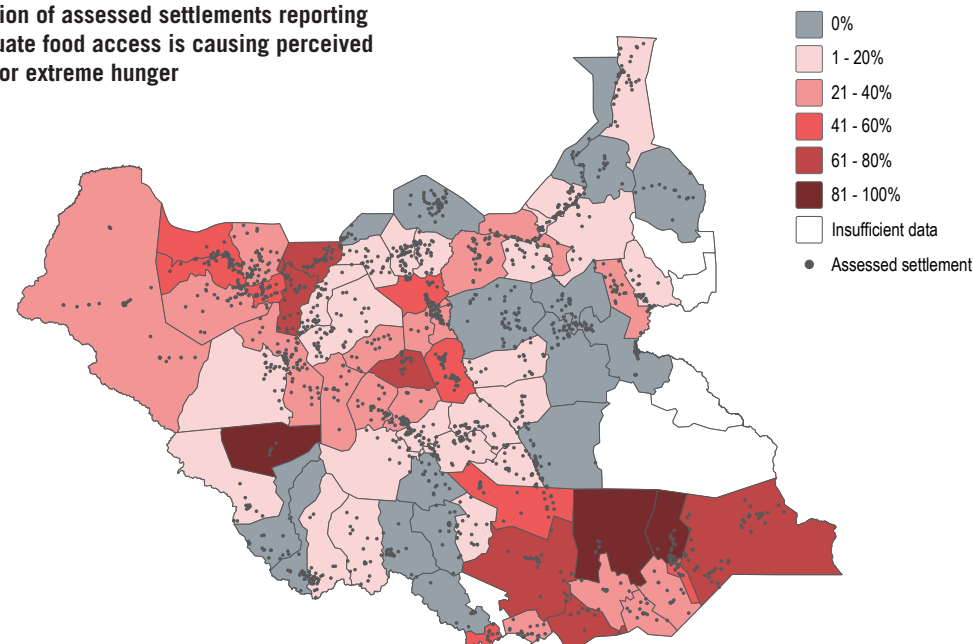 ion of assessed settlements reporting
uate food access is causing perceived
or extreme hunger
0%
1 - 20%
21 - 40%
41 - 60%
61 - 80%
81 - 100%
Insufficient data
Assessed settlement